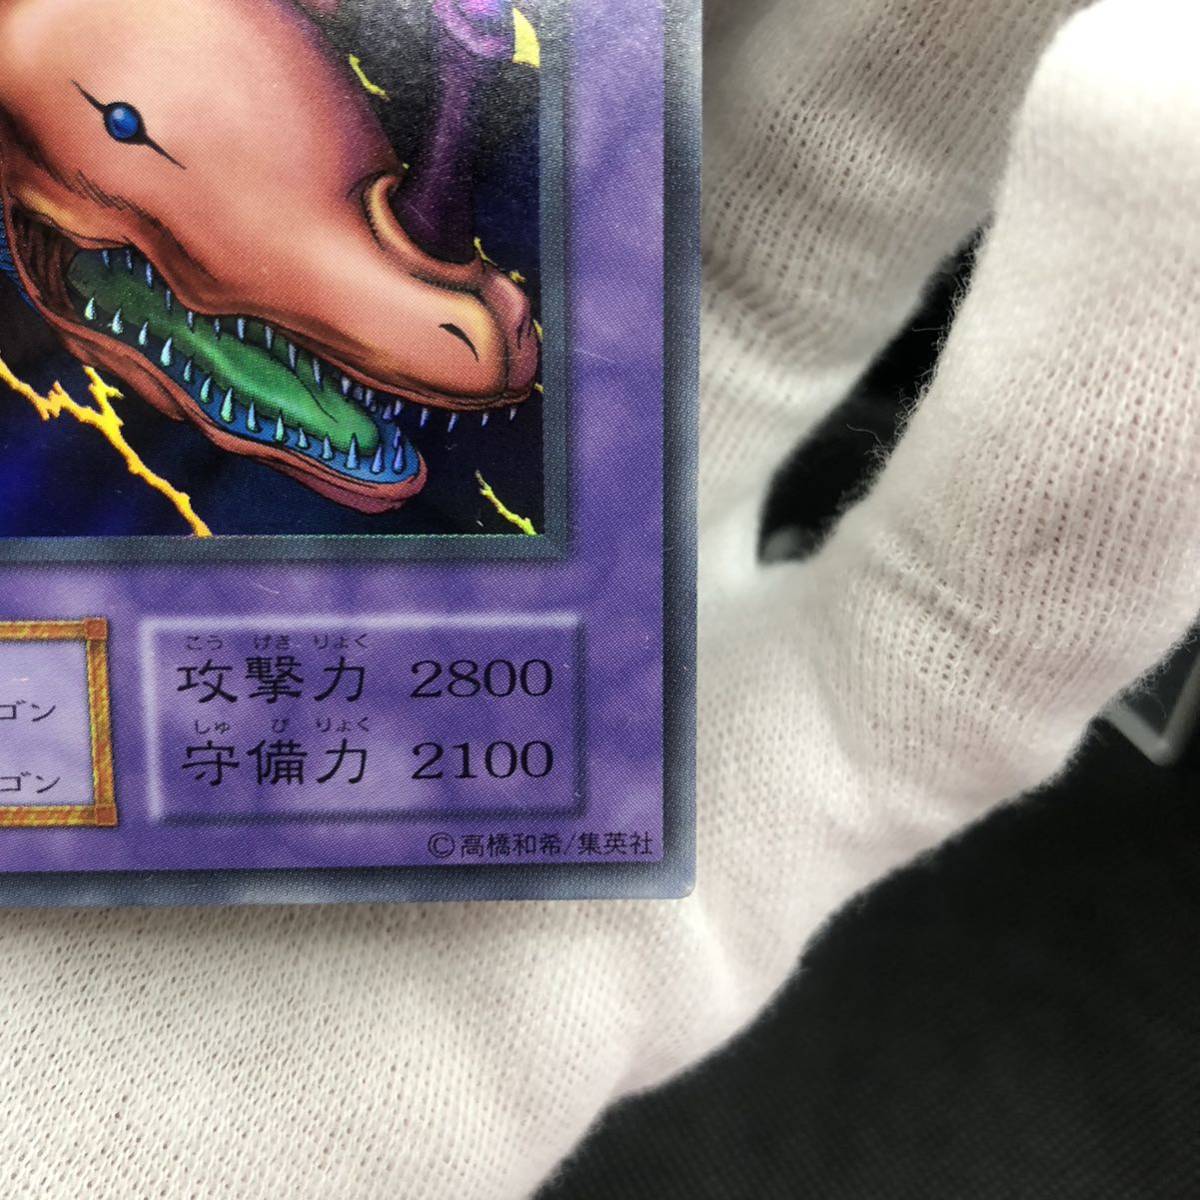 こう げき りょく
攻撃力 2800
しゅ び りょく
守備力 2100
ゴン
ゴン
©高橋和希/集英社